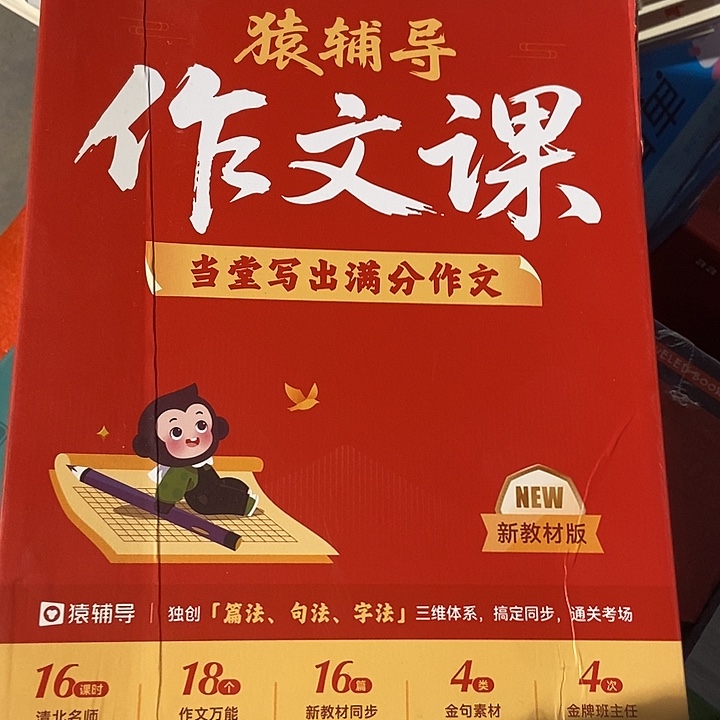 猿辅导
作文课
当堂写出满分作文
NEW
新教材版
猿辅导 | 独创「篇法、句法、字法」三维体系，搞定同步，通关考场
16课时 18个 16篇 4类 4次
清北名师 作文万能 新教材同步 金句素材 金牌班主任